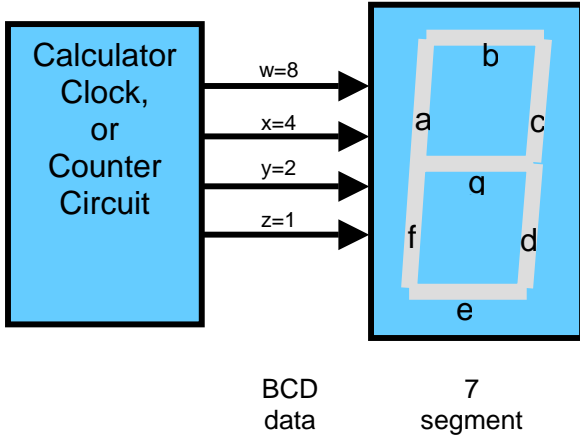 Calculator
Clock,
or
Counter
Circuit
w=8
x=4
y=2
z=1
b
a
c
g
f
d
e
BCD
data
7
segment